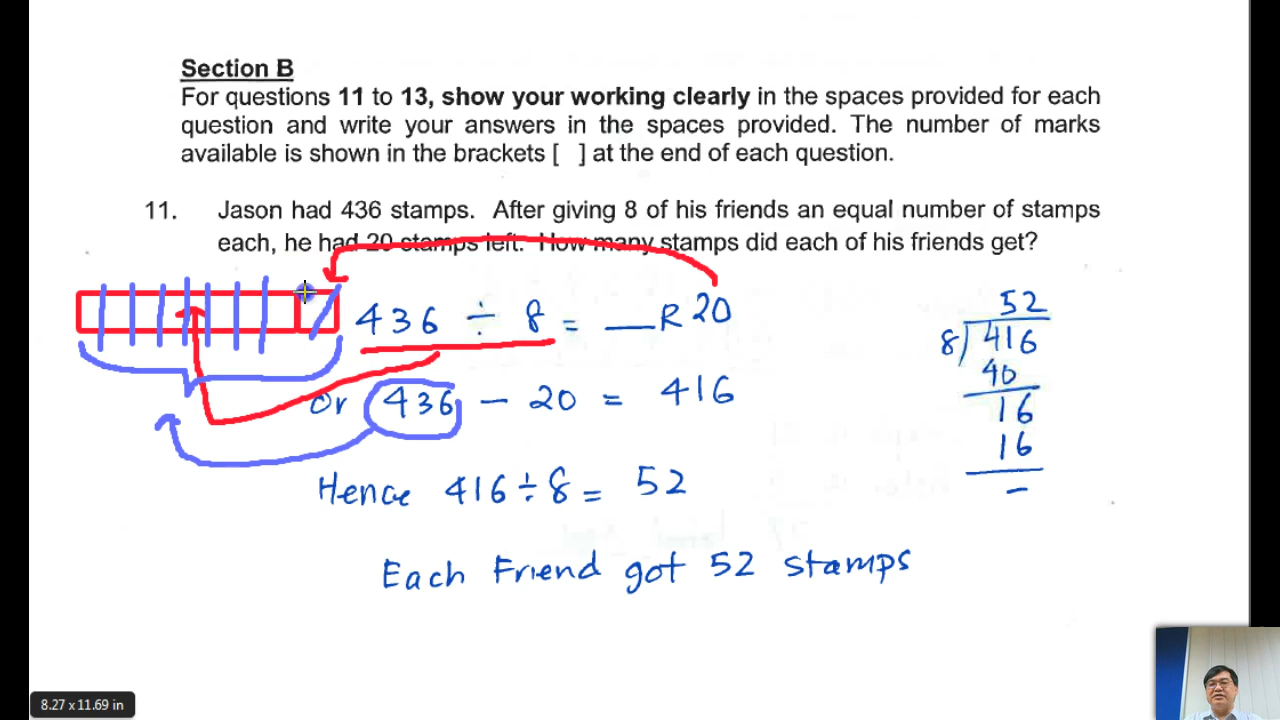 Section B
For questions 11 to 13, show your working clearly in the spaces provided for each
question and write your answers in the spaces provided. The number of marks
available is shown in the brackets [ ] at the end of each question.
11. Jason had 436 stamps. After giving 8 of his friends an equal number of stamps
each, he had 20 stamps left. How many stamps did each of his friends get?
436 ÷ 8 = __ R 20
Or 436 - 20 = 416
Hence 416 ÷ 8 = 52
Each Friend got 52 stamps
52
8)416
40
16
16
-
8.27 x 11.69 in